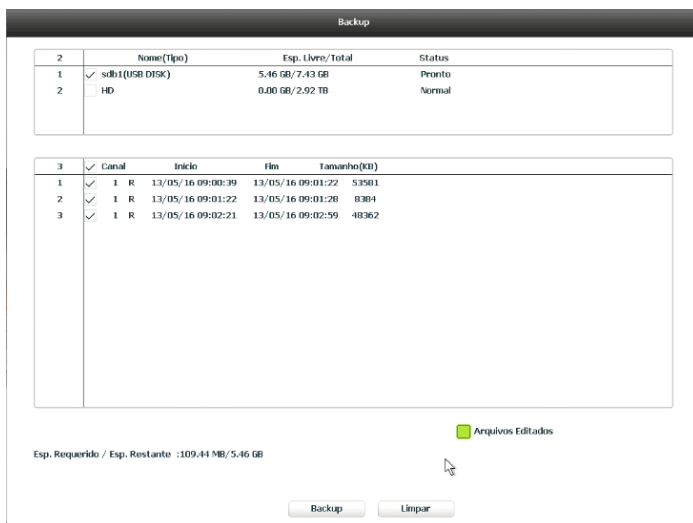 Backup
2 Nome(Tipo) Esp. Livre/Total Status
1 sdb1(USB DISK) 5.46 GB/7.43 GB Pronto
2 HD 0.00 GB/2.92 TB Normal
3 Canal Início Fim Tamanho(KB)
1 1 R 13/05/16 09:00:39 13/05/16 09:01:22 53581
2 1 R 13/05/16 09:01:22 13/05/16 09:01:28 8384
3 1 R 13/05/16 09:02:21 13/05/16 09:02:59 48362
Arquivos Editados
Esp. Requerido / Esp. Restante :109.44 MB/5.46 GB
Backup Limpar